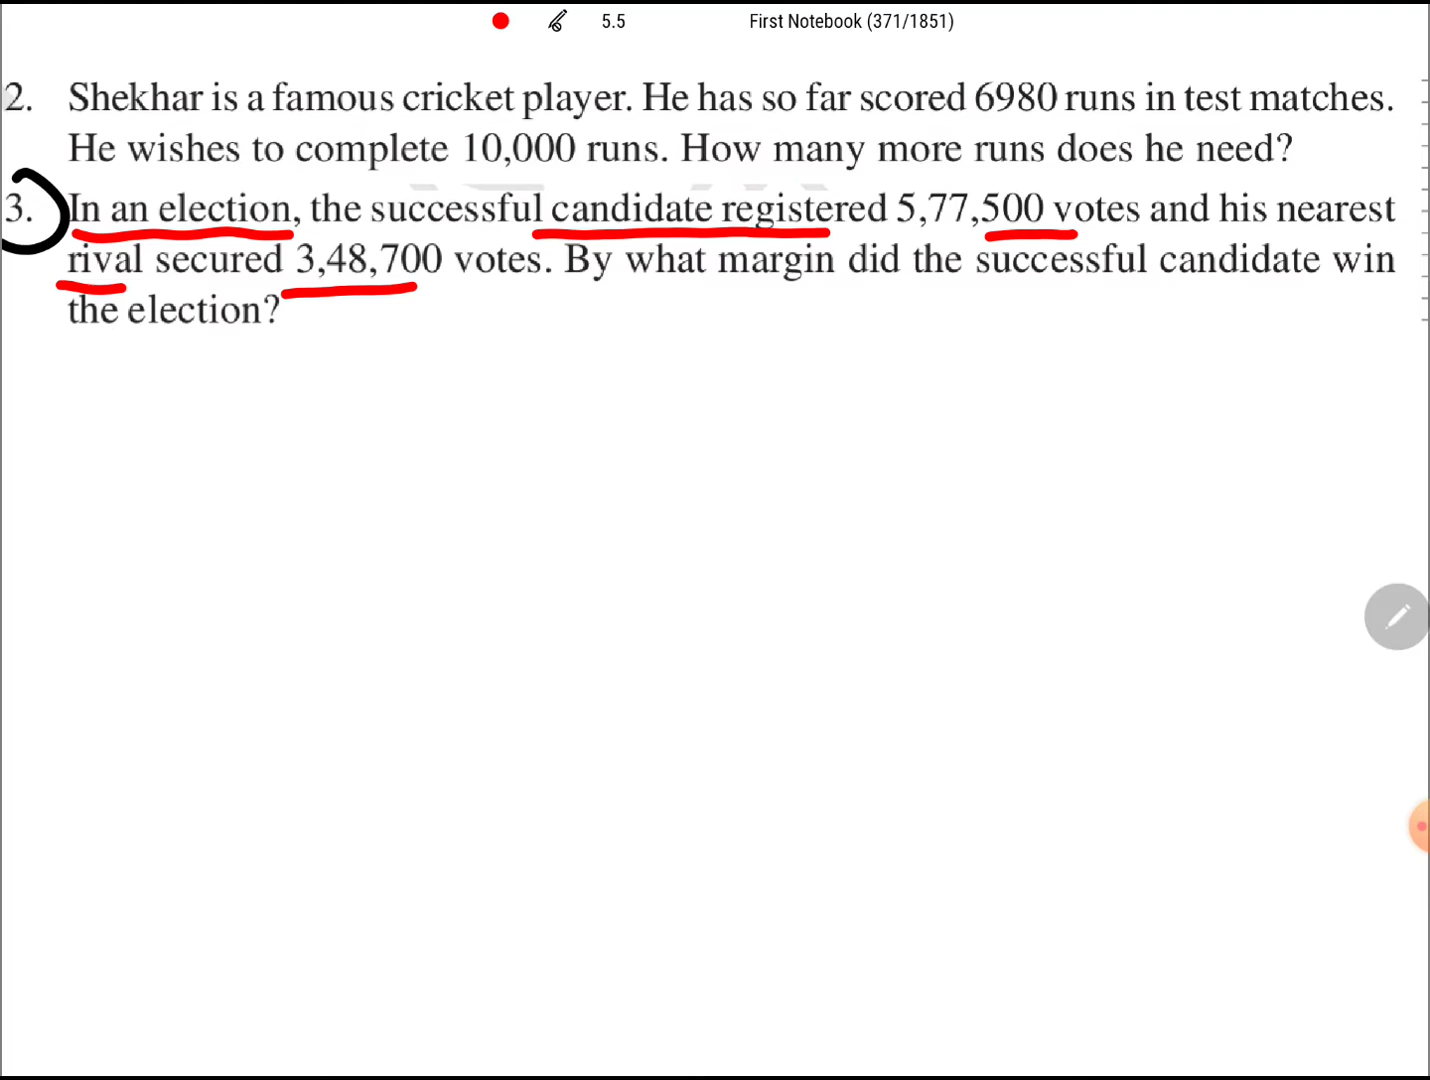 5.5 First Notebook (371/1851)
2. Shekhar is a famous cricket player. He has so far scored 6980 runs in test matches.
He wishes to complete 10,000 runs. How many more runs does he need?
3. In an election, the successful candidate registered 5,77,500 votes and his nearest
rival secured 3,48,700 votes. By what margin did the successful candidate win
the election?